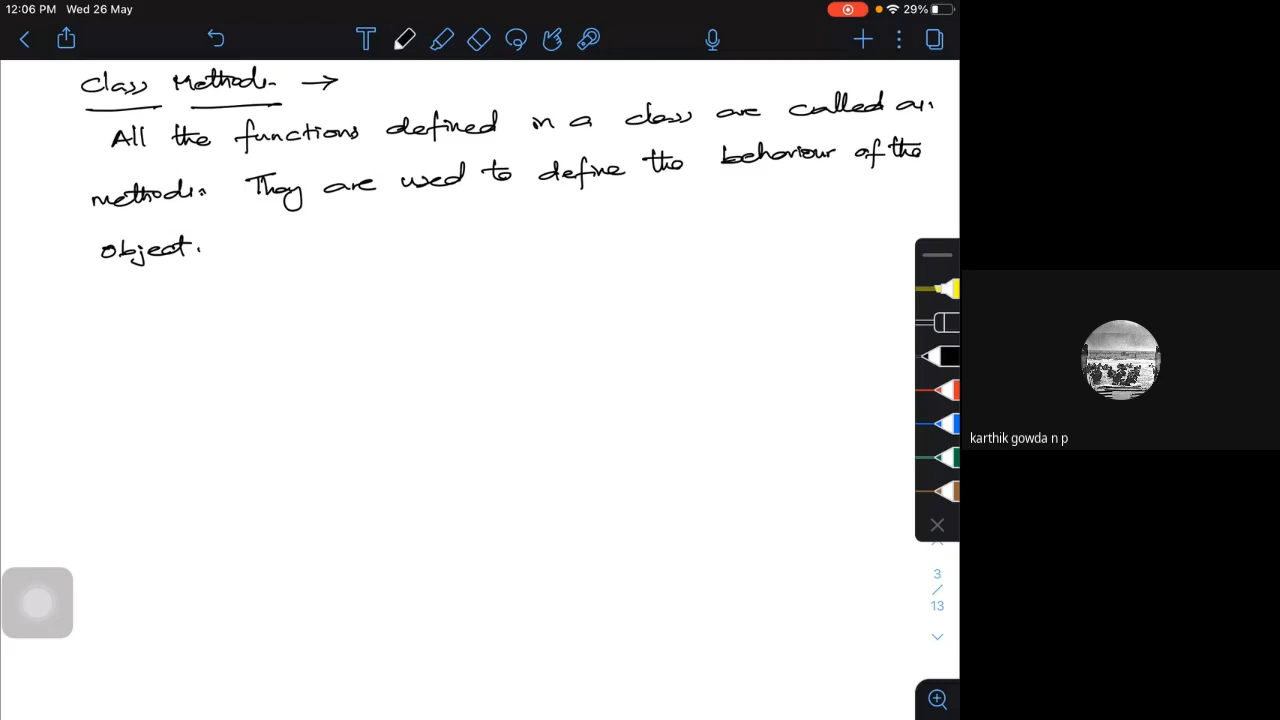 12:06 PM Wed 26 May
29%
T
Class Methods →
All the functions defined in a class are called as
methods. They are used to define the behaviour of the
object.
karthik gowda n p
3
/
13